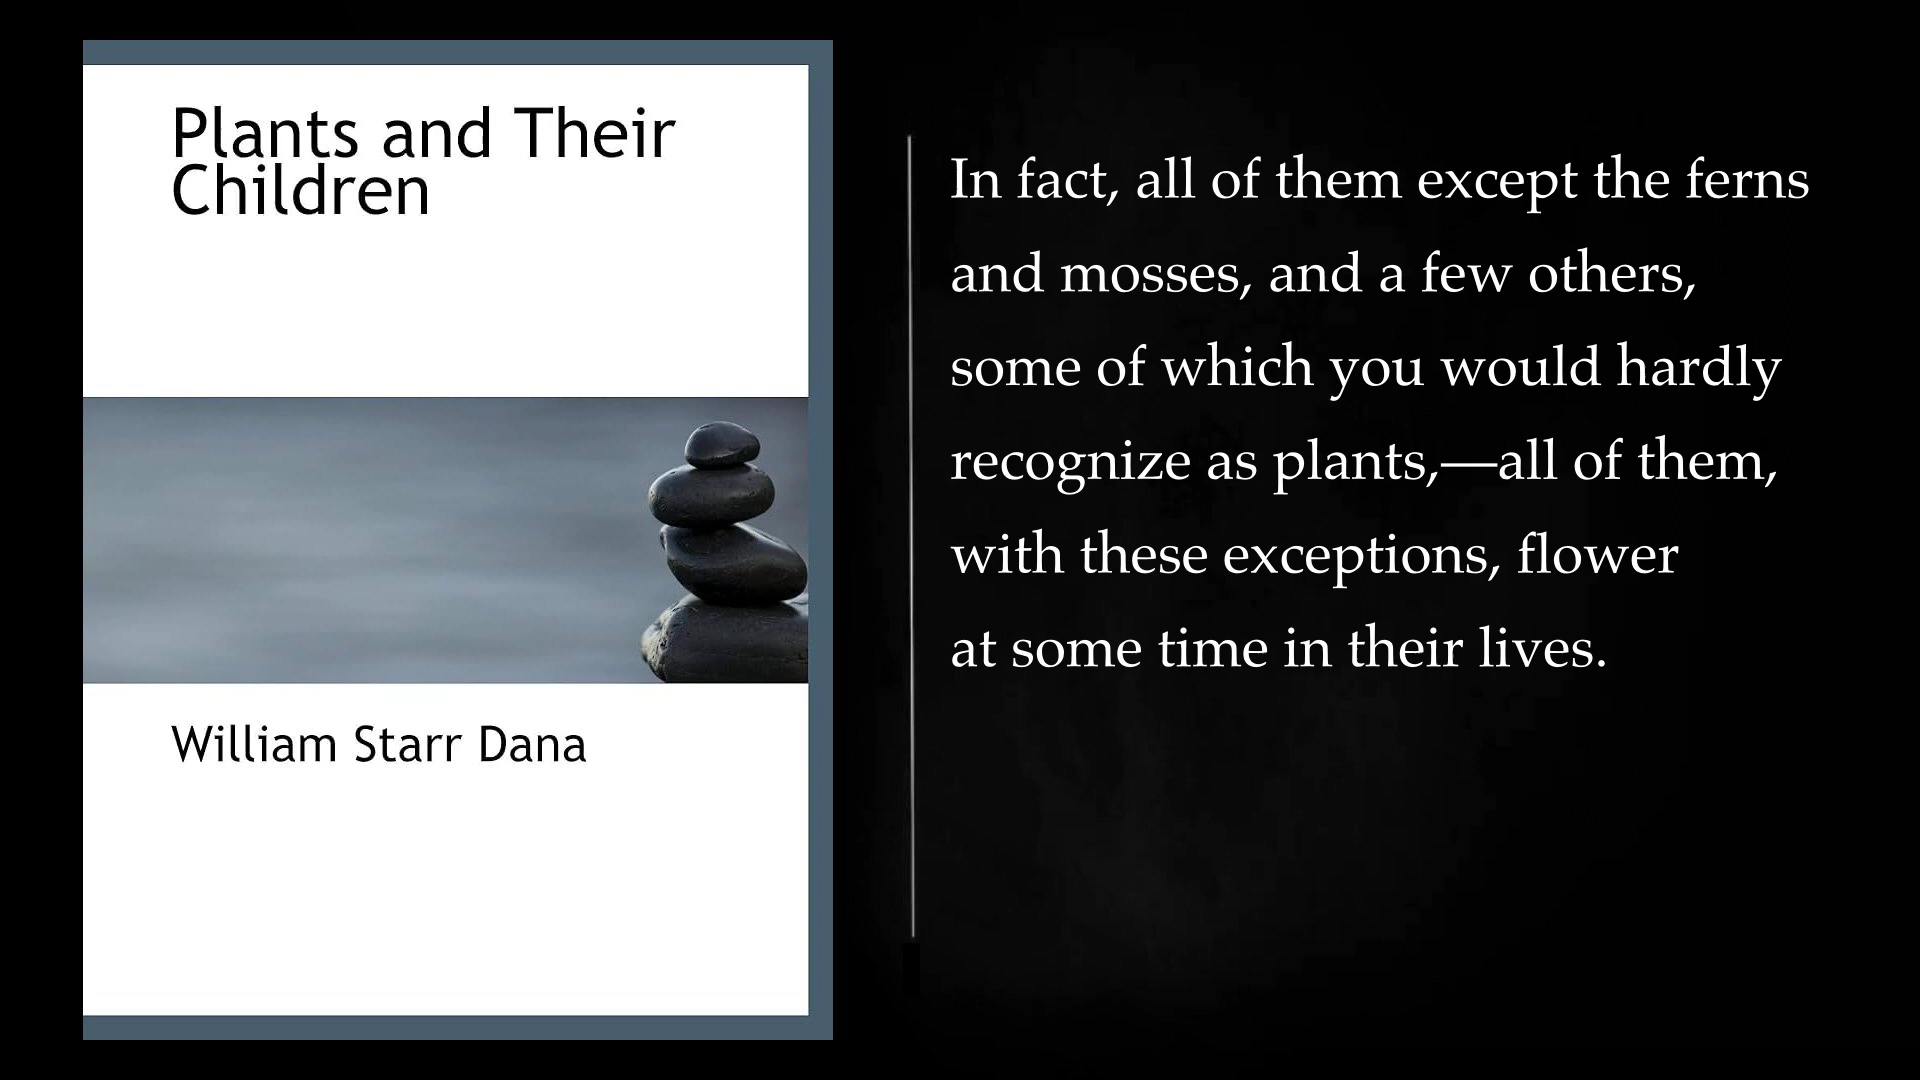 Plants and Their
Children
William Starr Dana
In fact, all of them except the ferns
and mosses, and a few others,
some of which you would hardly
recognize as plants,—all of them,
with these exceptions, flower
at some time in their lives.